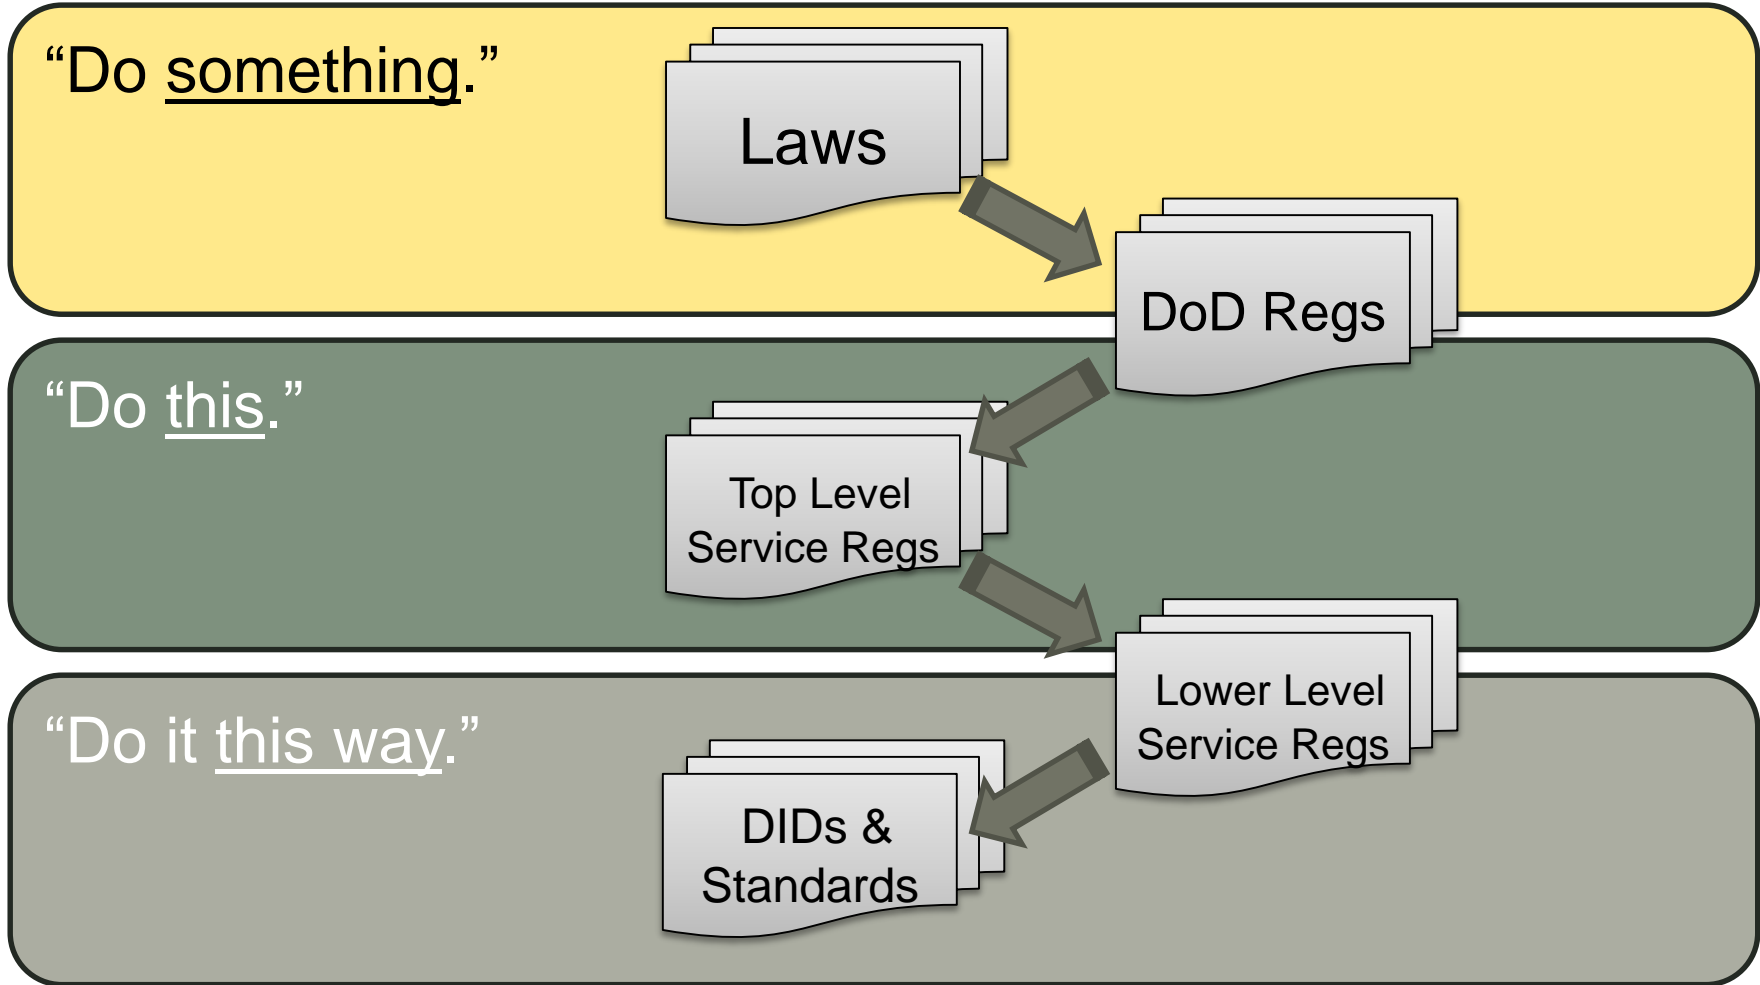 “Do something.”
Laws
DoD Regs
“Do this.”
Top Level
Service Regs
Lower Level
Service Regs
“Do it this way.”
DIDs &
Standards